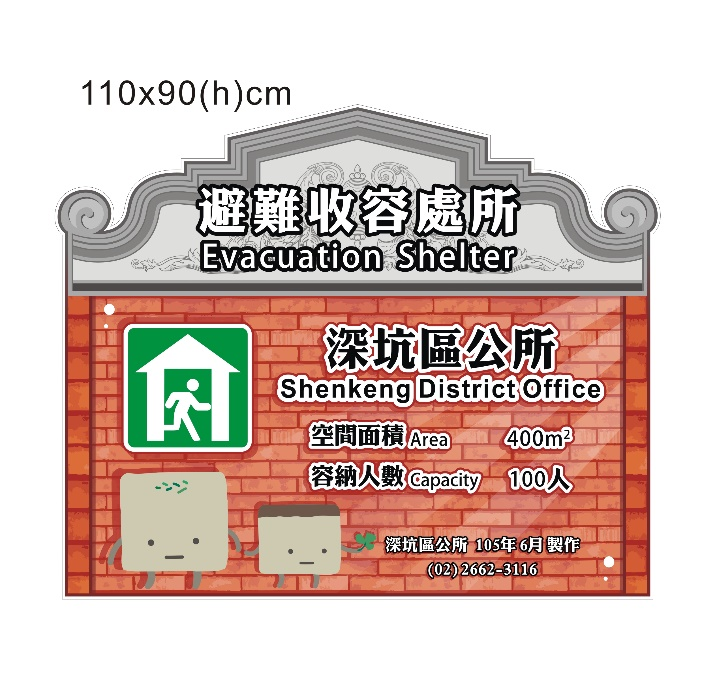 110x90(h)cm
避難收容處所
Evacuation Shelter
深坑區公所
Shenkeng District Office
空間面積 Area 400m²
容納人數 Capacity 100人
深坑區公所 105年6月製作
(02)2662-3116